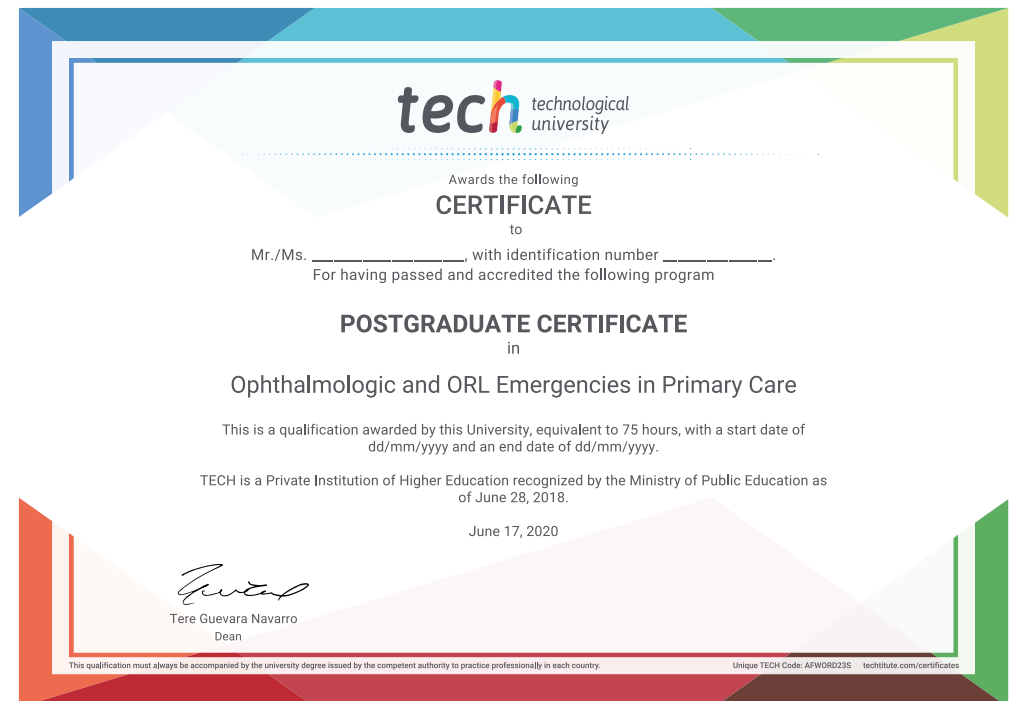 tech technological
university
Awards the following
CERTIFICATE
to
Mr./Ms. ____________________, with identification number ______________.
For having passed and accredited the following program
POSTGRADUATE CERTIFICATE
in
Ophthalmologic and ORL Emergencies in Primary Care
This is a qualification awarded by this University, equivalent to 75 hours, with a start date of
dd/mm/yyyy and an end date of dd/mm/yyyy.
TECH is a Private Institution of Higher Education recognized by the Ministry of Public Education as
of June 28, 2018.
June 17, 2020
Tere Guevara Navarro
Dean
This qualification must always be accompanied by the university degree issued by the competent authority to practice professionally in each country. Unique TECH Code: AFWORD23S techtitute.com/certificates